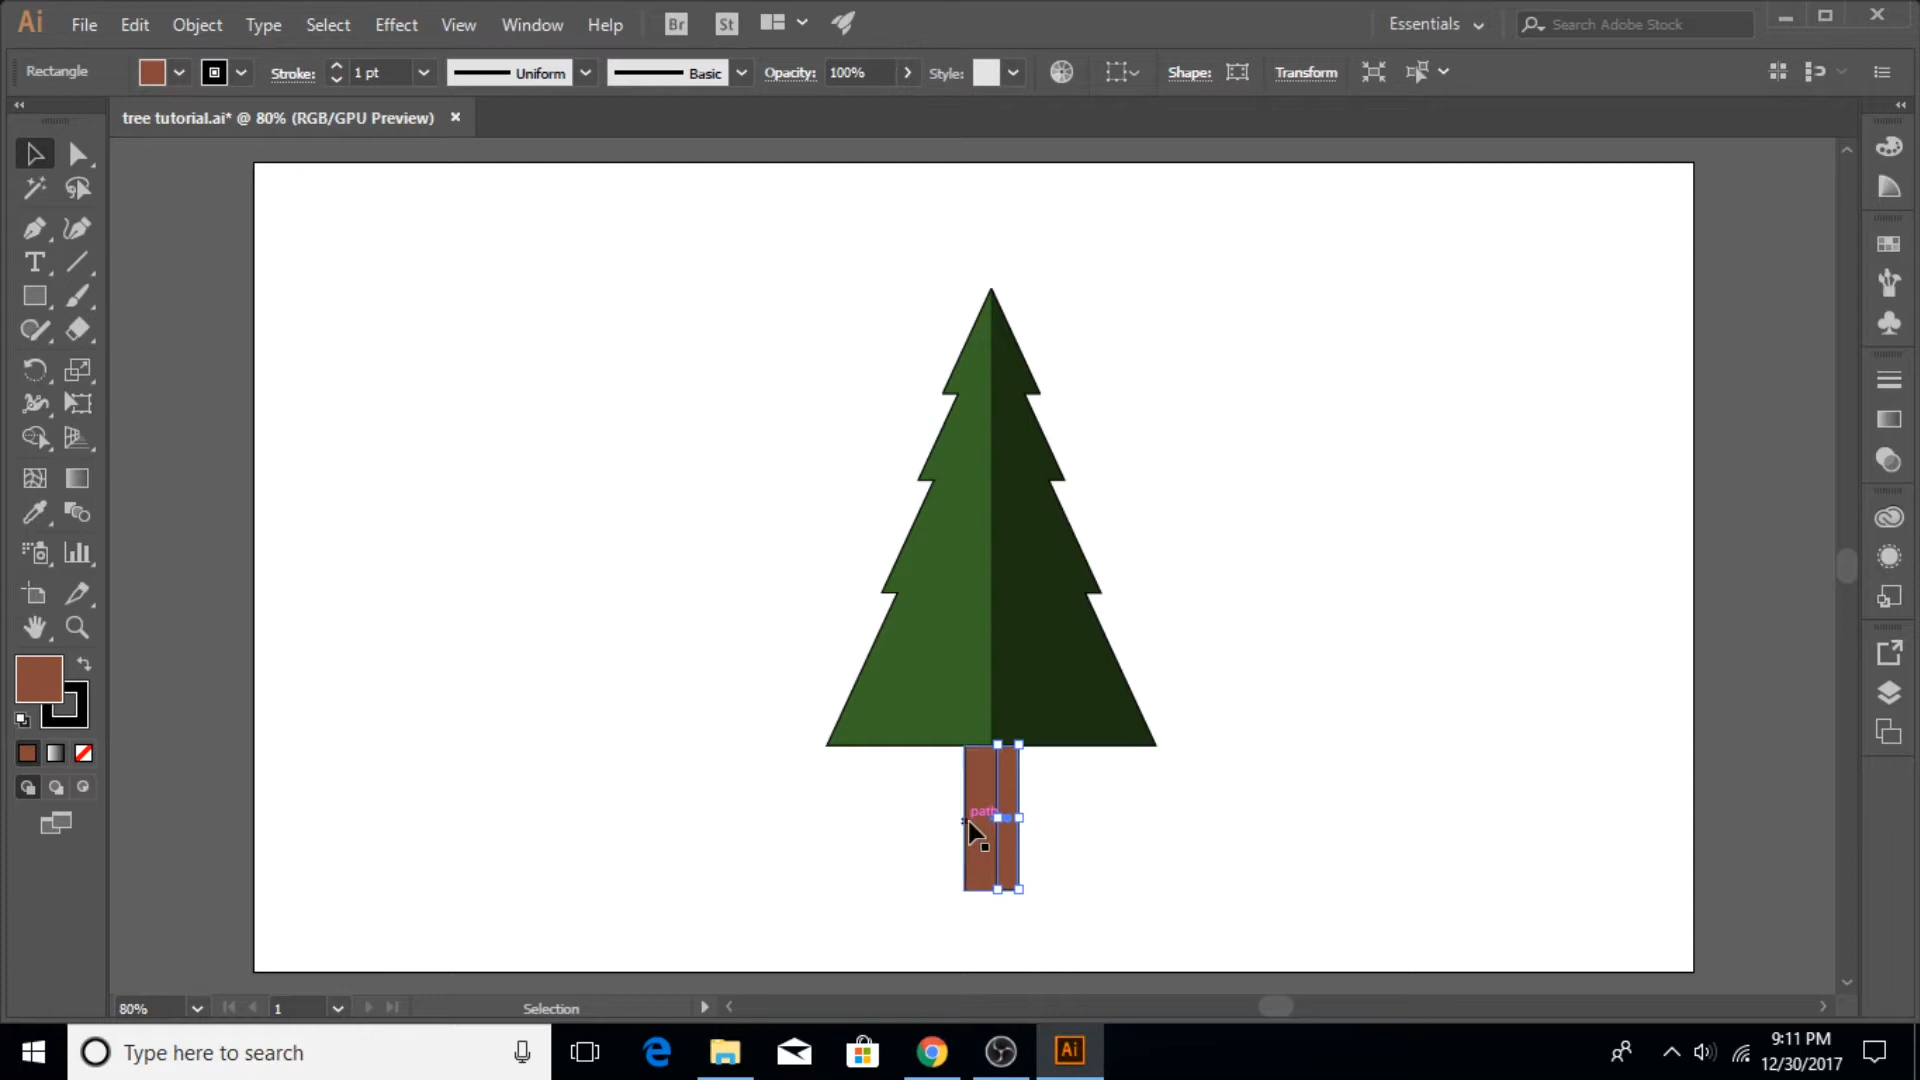 Ai File Edit Object Type Select Effect View Window Help Br St Essentials Search Adobe Stock
Rectangle Stroke: 1 pt Uniform Basic Opacity: 100% Style: Shape: Transform
tree tutorial.ai* @ 80% (RGB/GPU Preview)
T
path
80% 1 Selection
Type here to search Ai 9:11 PM
12/30/2017